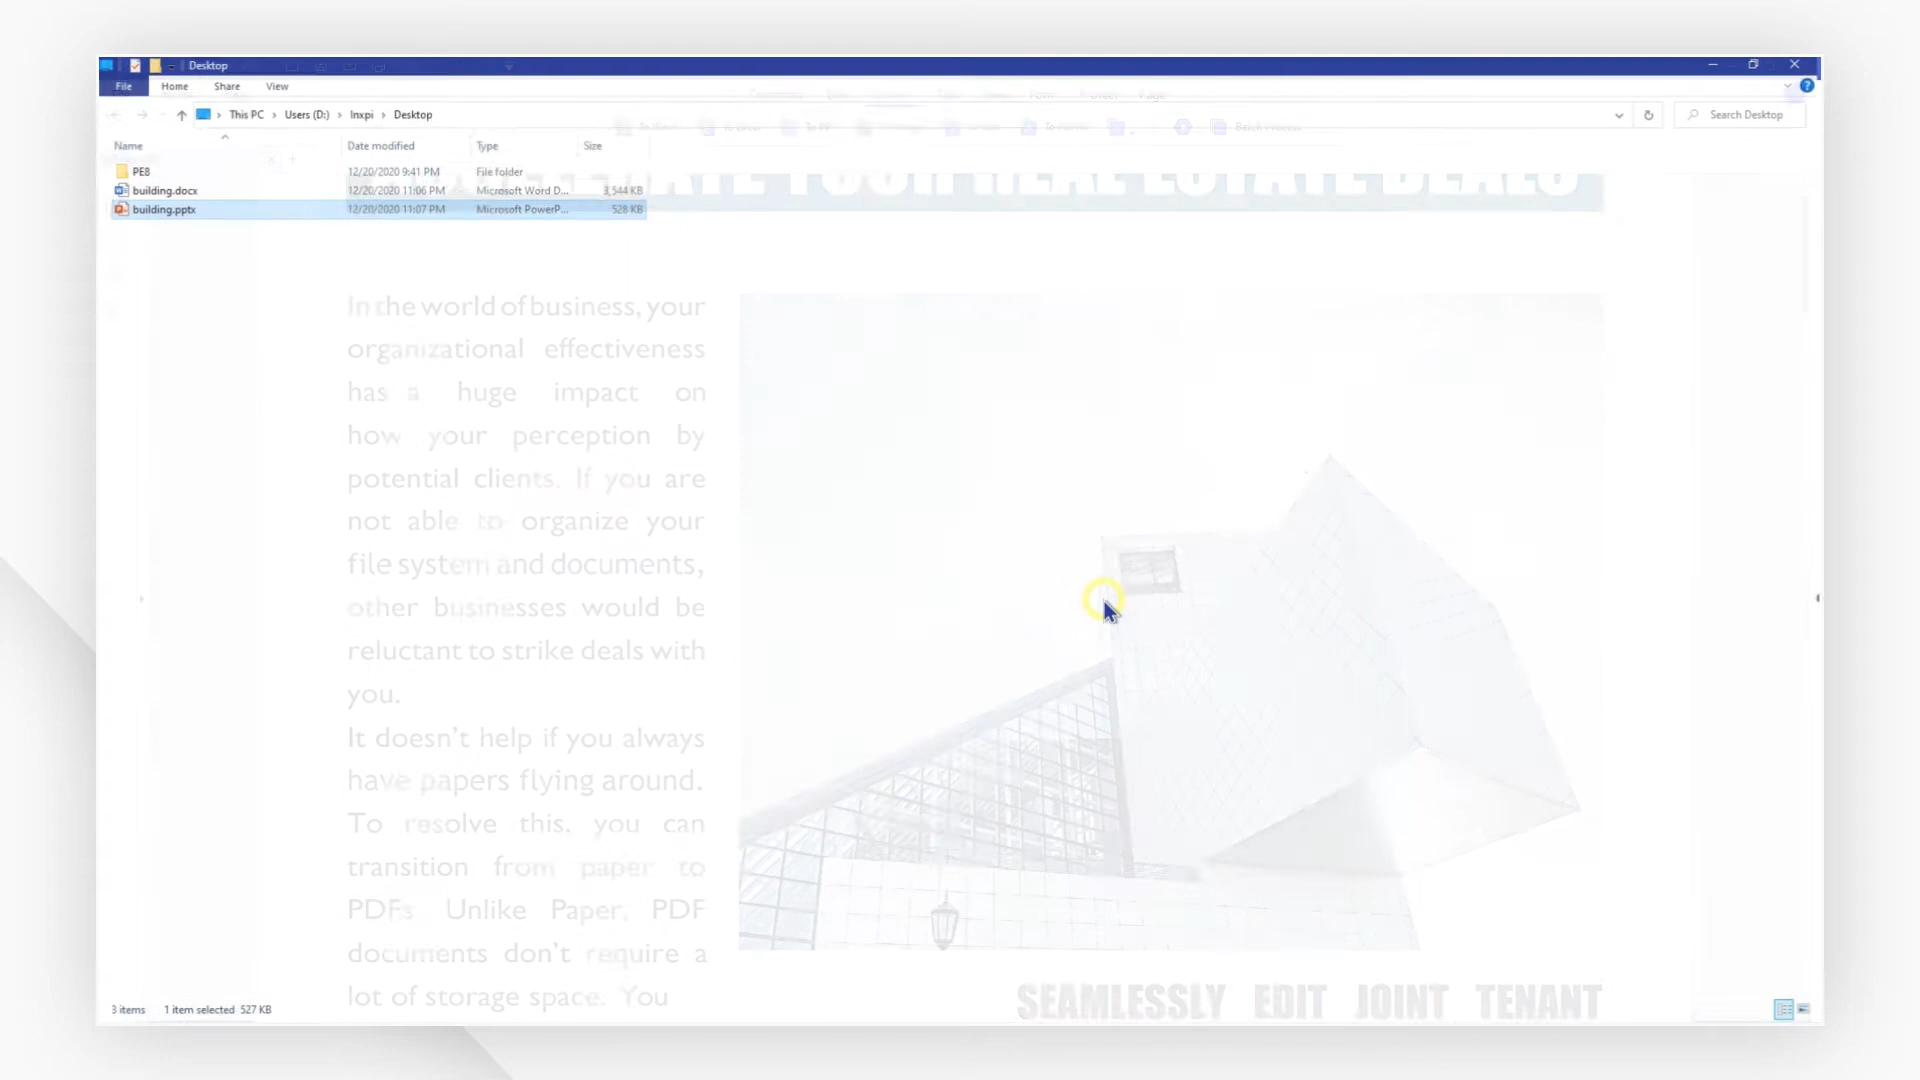 Desktop
File Home Share View
This PC > Users (D:) > Inxpi > Desktop
Search Desktop
Name Date modified Type Size
PE8 12/20/2020 9:41 PM File folder
building.docx 12/20/2020 11:06 PM Microsoft Word D... 3,544 KB
building.pptx 12/20/2020 11:07 PM Microsoft PowerP... 528 KB
YOUR REAL ESTATE DEALS
Batch Process
In the world of business, your
organizational effectiveness
has a huge impact on
how your perception by
potential clients. If you are
not able to organize your
file system and documents,
other businesses would be
reluctant to strike deals with
you.
It doesn't help if you always
have papers flying around.
To resolve this, you can
transition from paper to
PDFs. Unlike Paper, PDF
documents don't require a
lot of storage space. You
SEAMLESSLY EDIT JOINT TENANT
3 items 1 item selected 527 KB